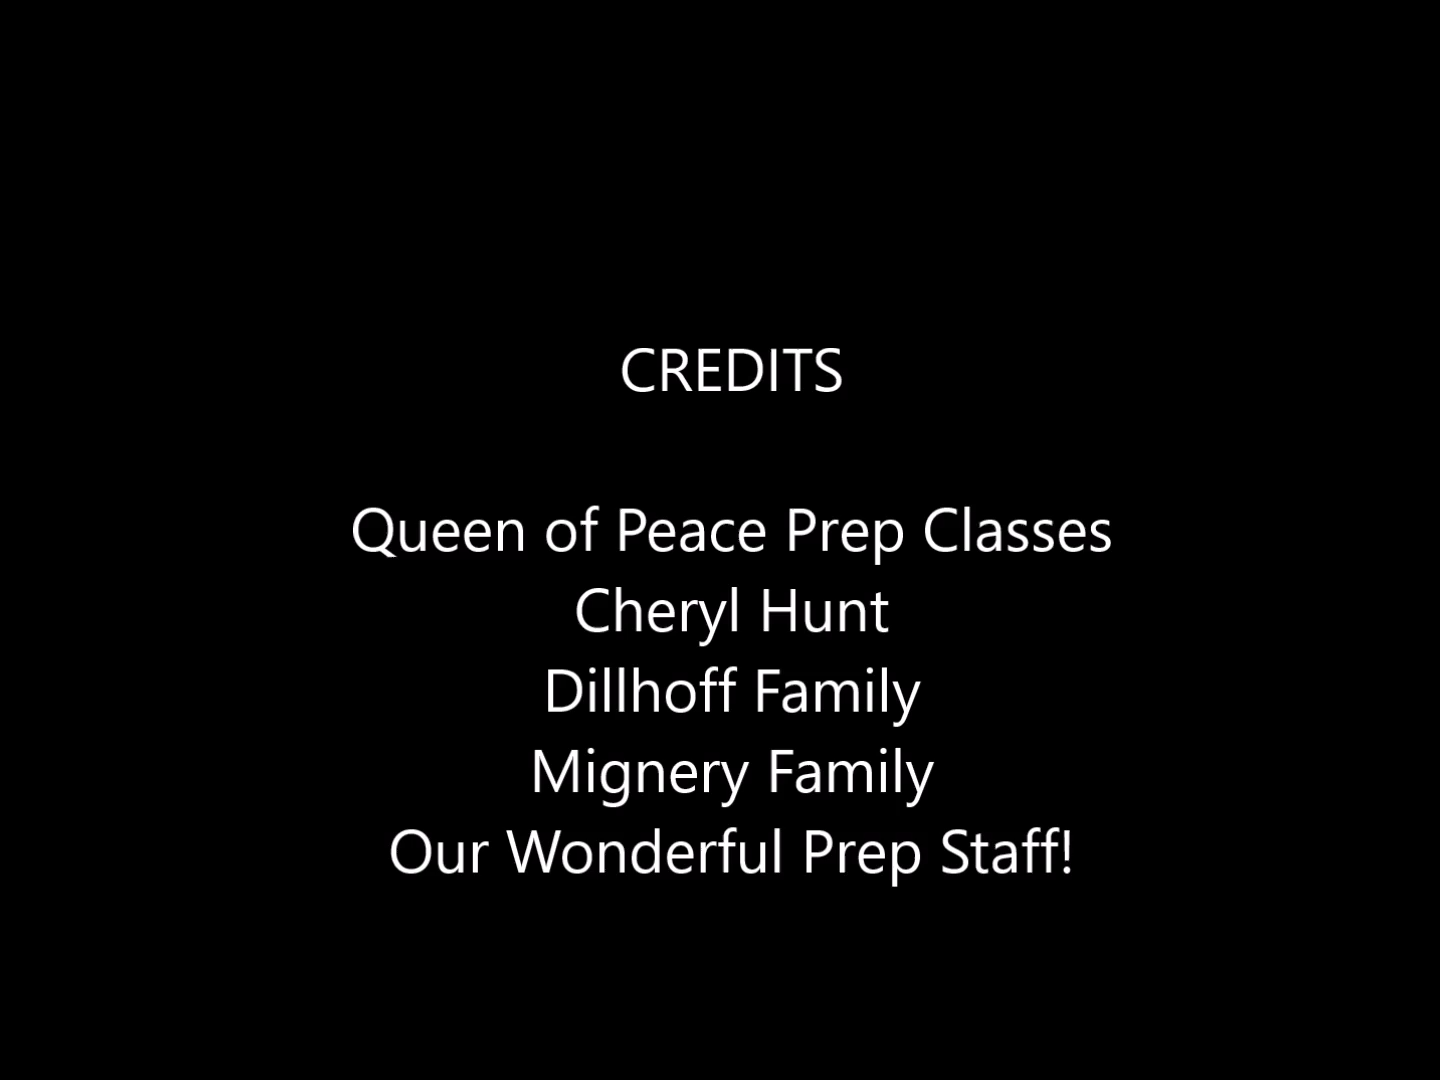 CREDITS
Queen of Peace Prep Classes
Cheryl Hunt
Dillhoff Family
Mignery Family
Our Wonderful Prep Staff!